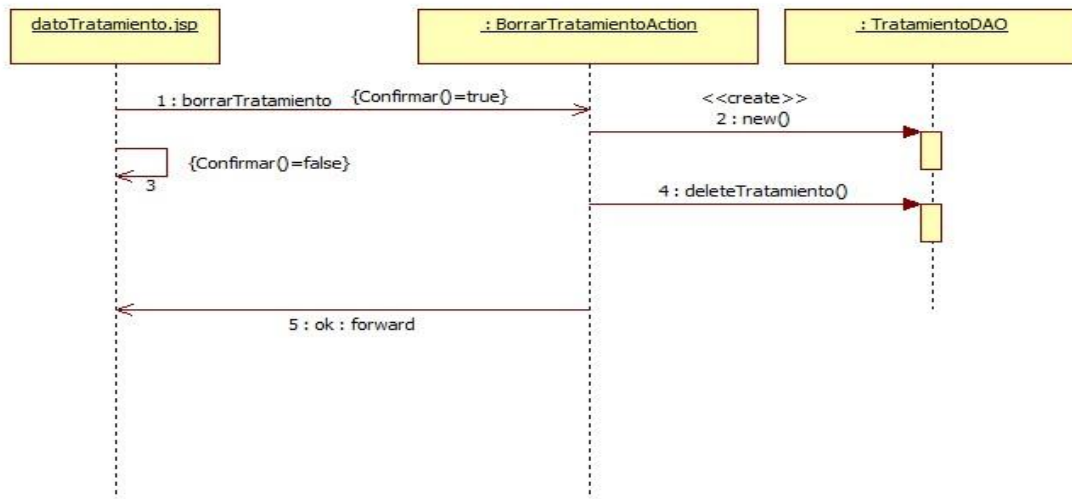 datoTratamiento.jsp
: BorrarTratamientoAction
: TratamientoDAO
1 : borrarTratamiento {Confirmar()=true}
<<create>>
2 : new()
{Confirmar()=false}
3
4 : deleteTratamiento()
5 : ok : forward